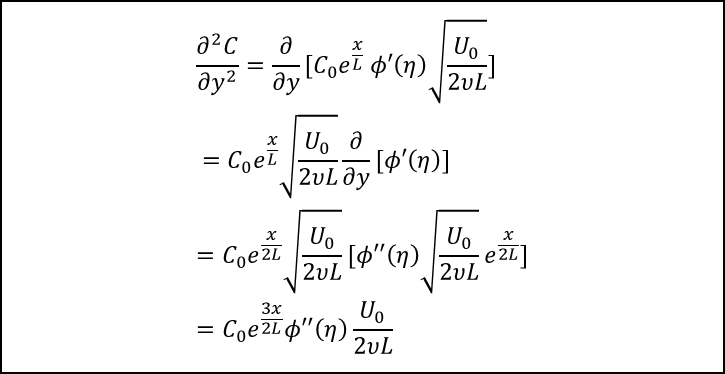 ∂²C/∂y² = ∂/∂y [C₀e^(x/L) ϕ′(η) √(U₀/2υL)]
= C₀e^(x/L) √(U₀/2υL) ∂/∂y [ϕ′(η)]
= C₀e^(x/2L) √(U₀/2υL) [ϕ″(η) √(U₀/2υL) e^(x/2L)]
= C₀e^(3x/2L) ϕ″(η) U₀/2υL